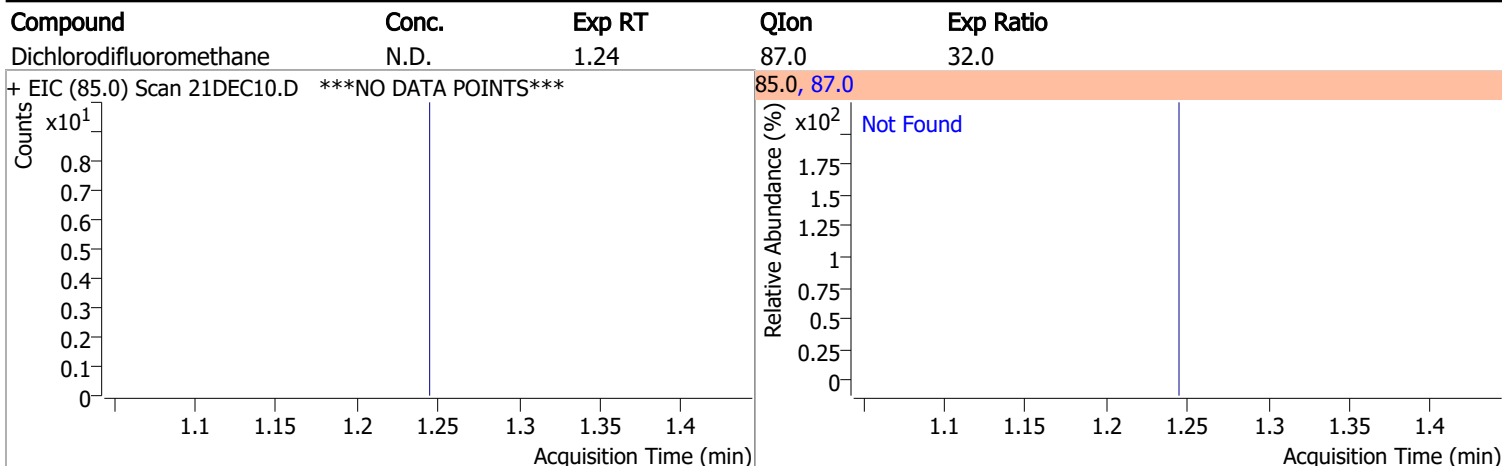 Compound Conc. Exp RT QIon Exp Ratio
Dichlorodifluoromethane N.D. 1.24 87.0 32.0
+ EIC (85.0) Scan 21DEC10.D ***NO DATA POINTS***
Counts
x10^1
0.8
0.7
0.6
0.5
0.4
0.3
0.2
0.1
0
1.1 1.15 1.2 1.25 1.3 1.35 1.4
Acquisition Time (min)
85.0, 87.0
Relative Abundance (%)
x10^2
Not Found
1.75
1.5
1.25
1
0.75
0.5
0.25
0
1.1 1.15 1.2 1.25 1.3 1.35 1.4
Acquisition Time (min)